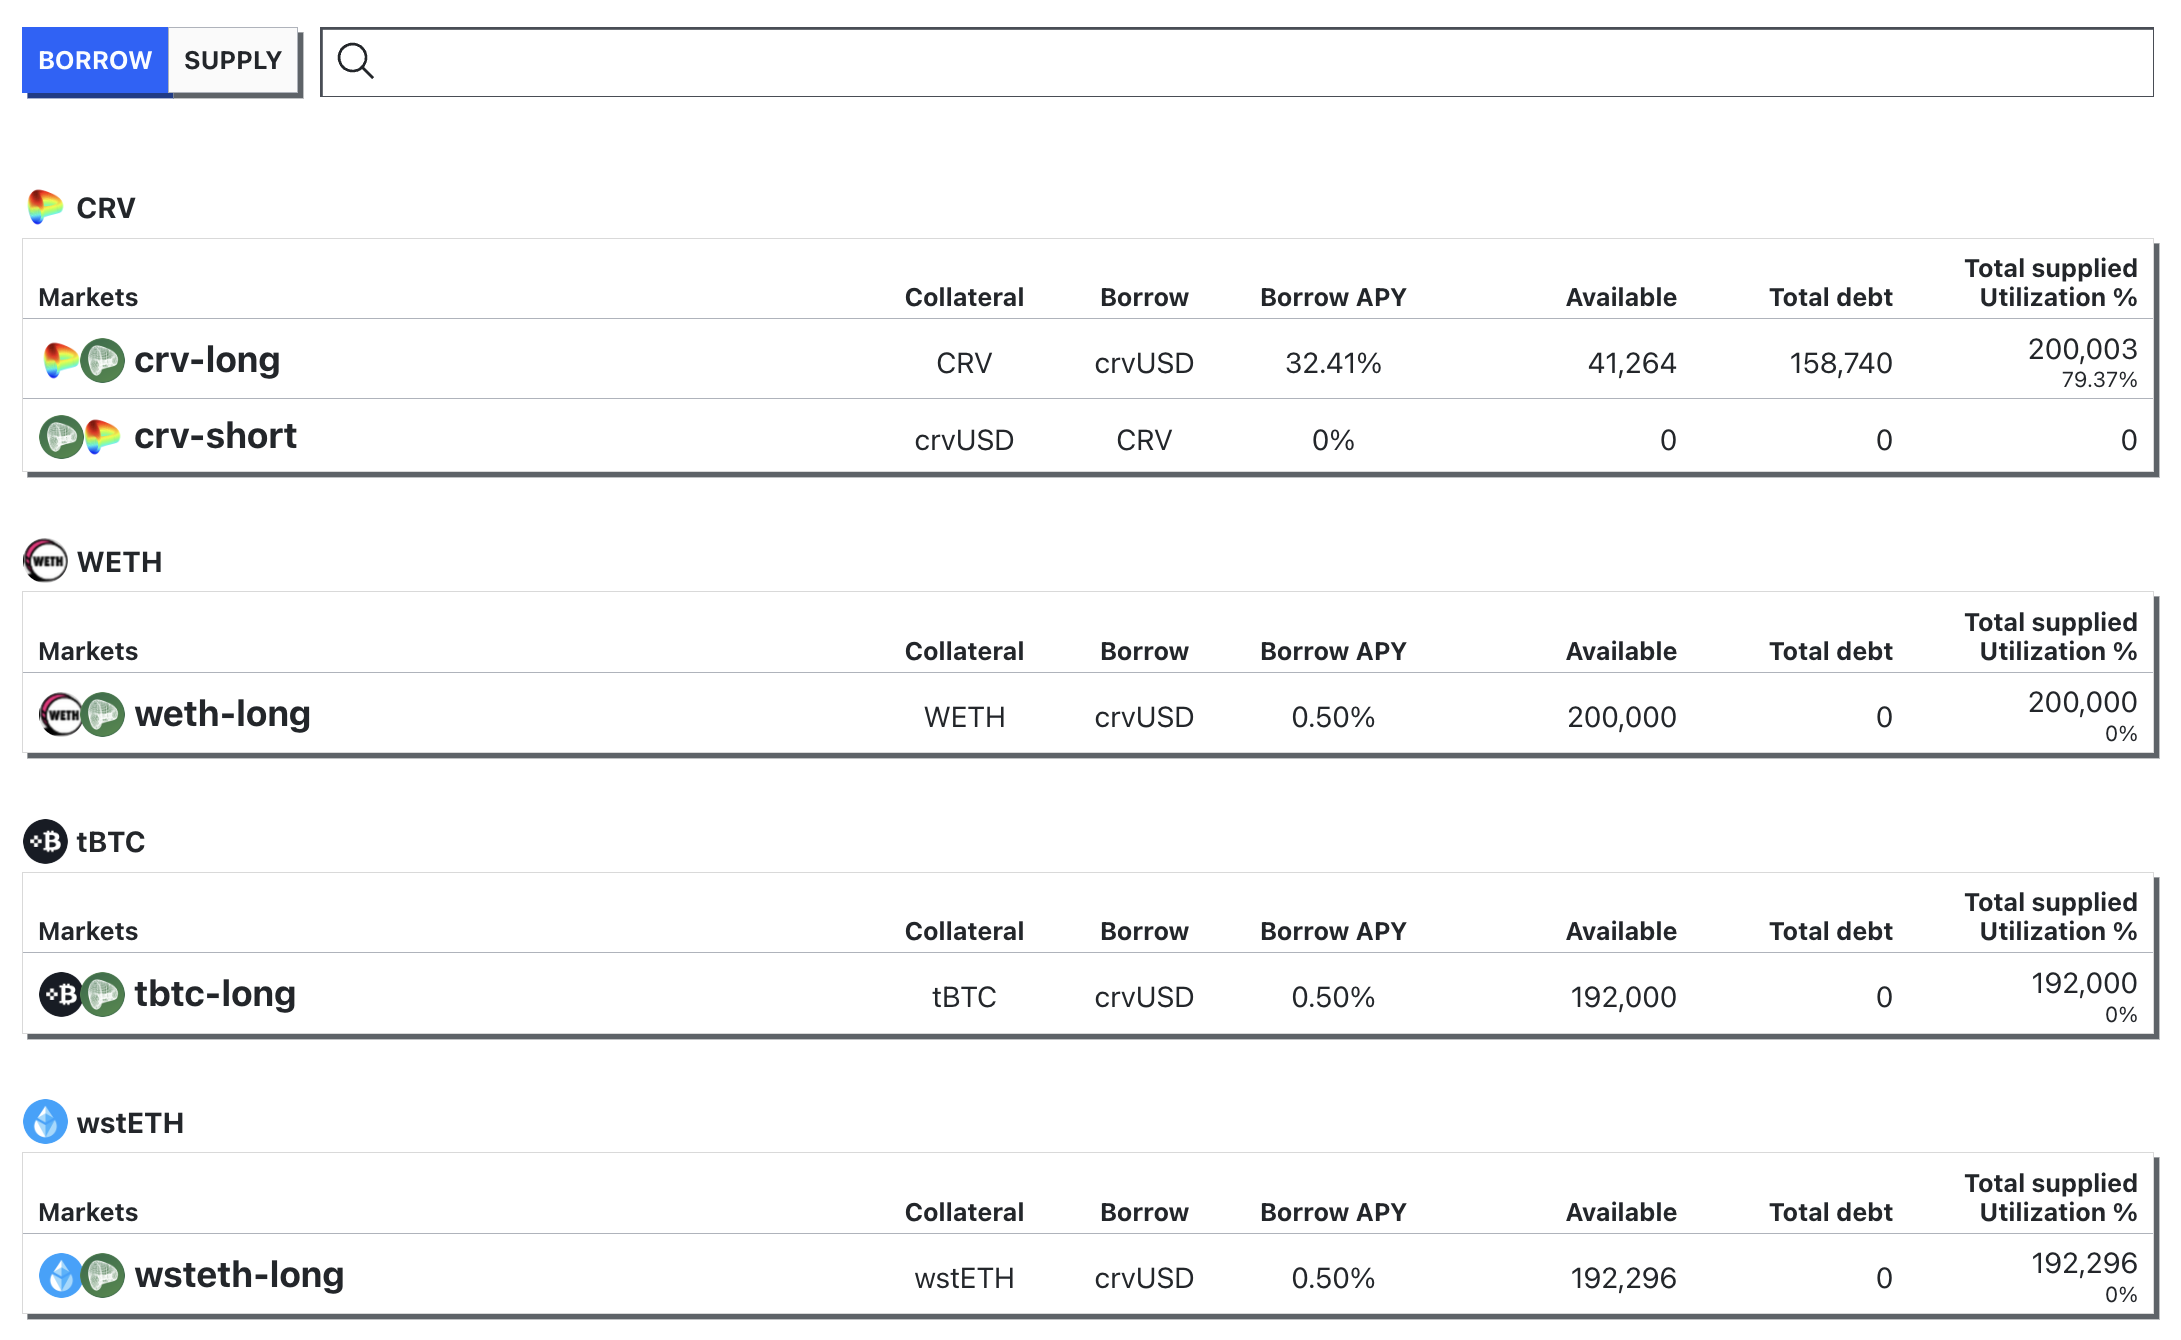 BORROW SUPPLY
CRV
Total supplied
Markets Collateral Borrow Borrow APY Available Total debt Utilization %
crv-long CRV crvUSD 32.41% 41,264 158,740 200,003
79.37%
crv-short crvUSD CRV 0% 0 0 0
WETH WETH
Total supplied
Markets Collateral Borrow Borrow APY Available Total debt Utilization %
WETH weth-long WETH crvUSD 0.50% 200,000 0 200,000
0%
tBTC
Total supplied
Markets Collateral Borrow Borrow APY Available Total debt Utilization %
tbtc-long tBTC crvUSD 0.50% 192,000 0 192,000
0%
wstETH
Total supplied
Markets Collateral Borrow Borrow APY Available Total debt Utilization %
wsteth-long wstETH crvUSD 0.50% 192,296 0 192,296
0%